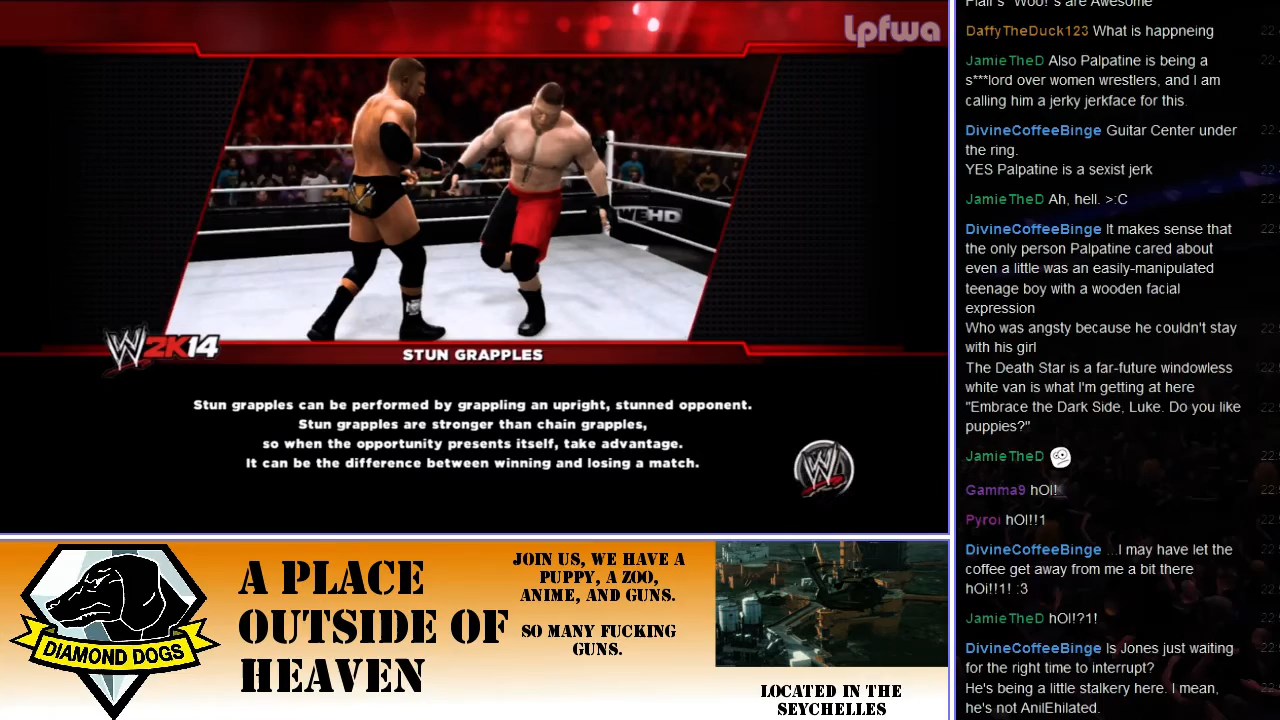 lpfwa
WEHD
W 2K14
STUN GRAPPLES
Stun grapples can be performed by grappling an upright, stunned opponent.
Stun grapples are stronger than chain grapples,
so when the opportunity presents itself, take advantage.
It can be the difference between winning and losing a match.
DIAMOND DOGS
A PLACE
OUTSIDE OF
HEAVEN
JOIN US, WE HAVE A
PUPPY, A ZOO,
ANIME, AND GUNS.
SO MANY FUCKING
GUNS.
LOCATED IN THE
SEYCHELLES
Flair's "Woo!"s are Awesome
DaffyTheDuck123 What is happneing
JamieTheD Also Palpatine is being a
s***lord over women wrestlers, and I am
calling him a jerky jerkface for this.
DivineCoffeeBinge Guitar Center under
the ring.
YES Palpatine is a sexist jerk
JamieTheD Ah, hell. >:C
DivineCoffeeBinge It makes sense that
the only person Palpatine cared about
even a little was an easily-manipulated
teenage boy with a wooden facial
expression
Who was angsty because he couldn't stay
with his girl
The Death Star is a far-future windowless
white van is what I'm getting at here
"Embrace the Dark Side, Luke. Do you like
puppies?"
JamieTheD
Gamma9 hOI!
Pyroi hOI!!1
DivineCoffeeBinge ...I may have let the
coffee get away from me a bit there
hOi!!1! :3
JamieTheD hOI!?1!
DivineCoffeeBinge Is Jones just waiting
for the right time to interrupt?
He's being a little stalkery here. I mean,
he's not AnilEhilated.